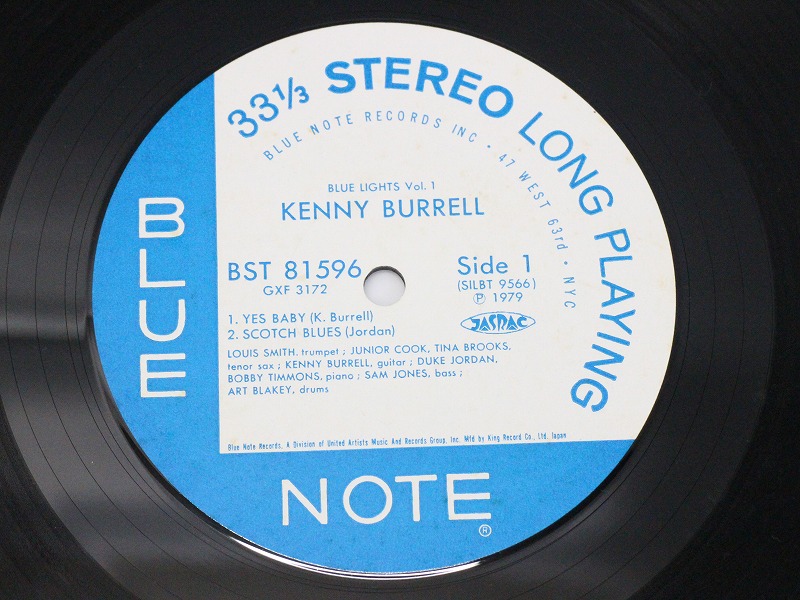 33⅓ STEREO LONG PLAYING
BLUE NOTE RECORDS INC • 47 WEST 63rd • NYC
BLUE LIGHTS Vol. 1
KENNY BURRELL
BST 81596
GXF 3172
Side 1
(SILBT 9566)
Ⓟ 1979
JASRAC
1. YES BABY (K. Burrell)
2. SCOTCH BLUES (Jordan)
LOUIS SMITH, trumpet ; JUNIOR COOK, TINA BROOKS,
tenor sax ; KENNY BURRELL, guitar ; DUKE JORDAN,
BOBBY TIMMONS, piano ; SAM JONES, bass ;
ART BLAKEY, drums
Blue Note Records, A Division of United Artists Music And Records Group, Inc. Mfd by King Record Co., Ltd. Japan
BLUE
NOTE®